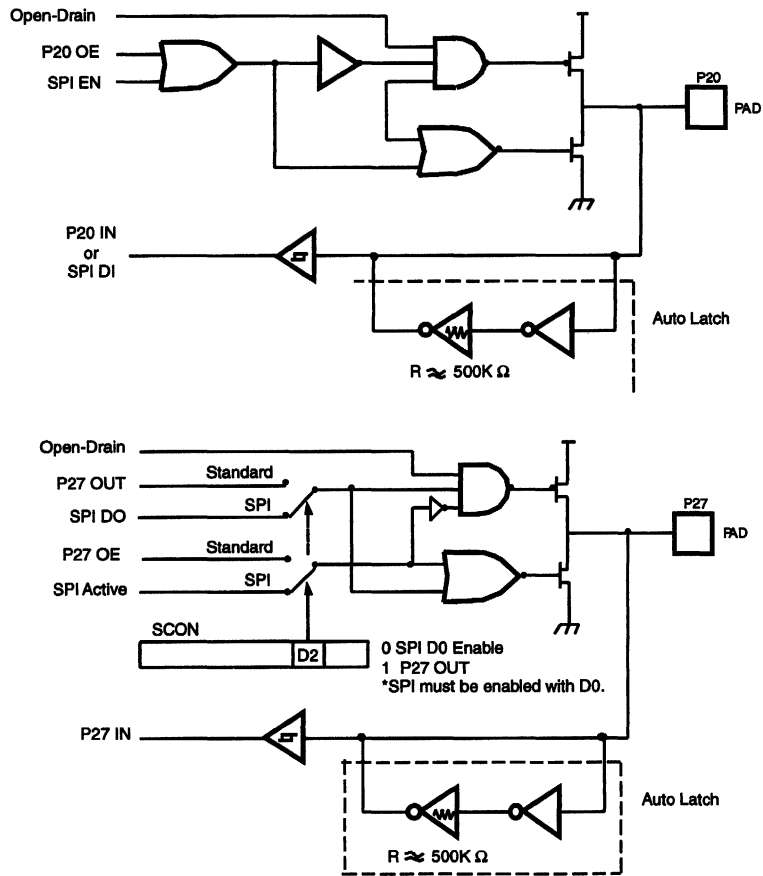 Open-Drain
P20 OE
SPI EN
P20
PAD
P20 IN
or
SPI DI
Auto Latch
R ≈ 500K Ω
Open-Drain
P27 OUT
Standard
SPI DO
SPI
P27 OE
Standard
SPI Active
SPI
P27
PAD
SCON
D2
0 SPI D0 Enable
1 P27 OUT
*SPI must be enabled with D0.
P27 IN
Auto Latch
R ≈ 500K Ω